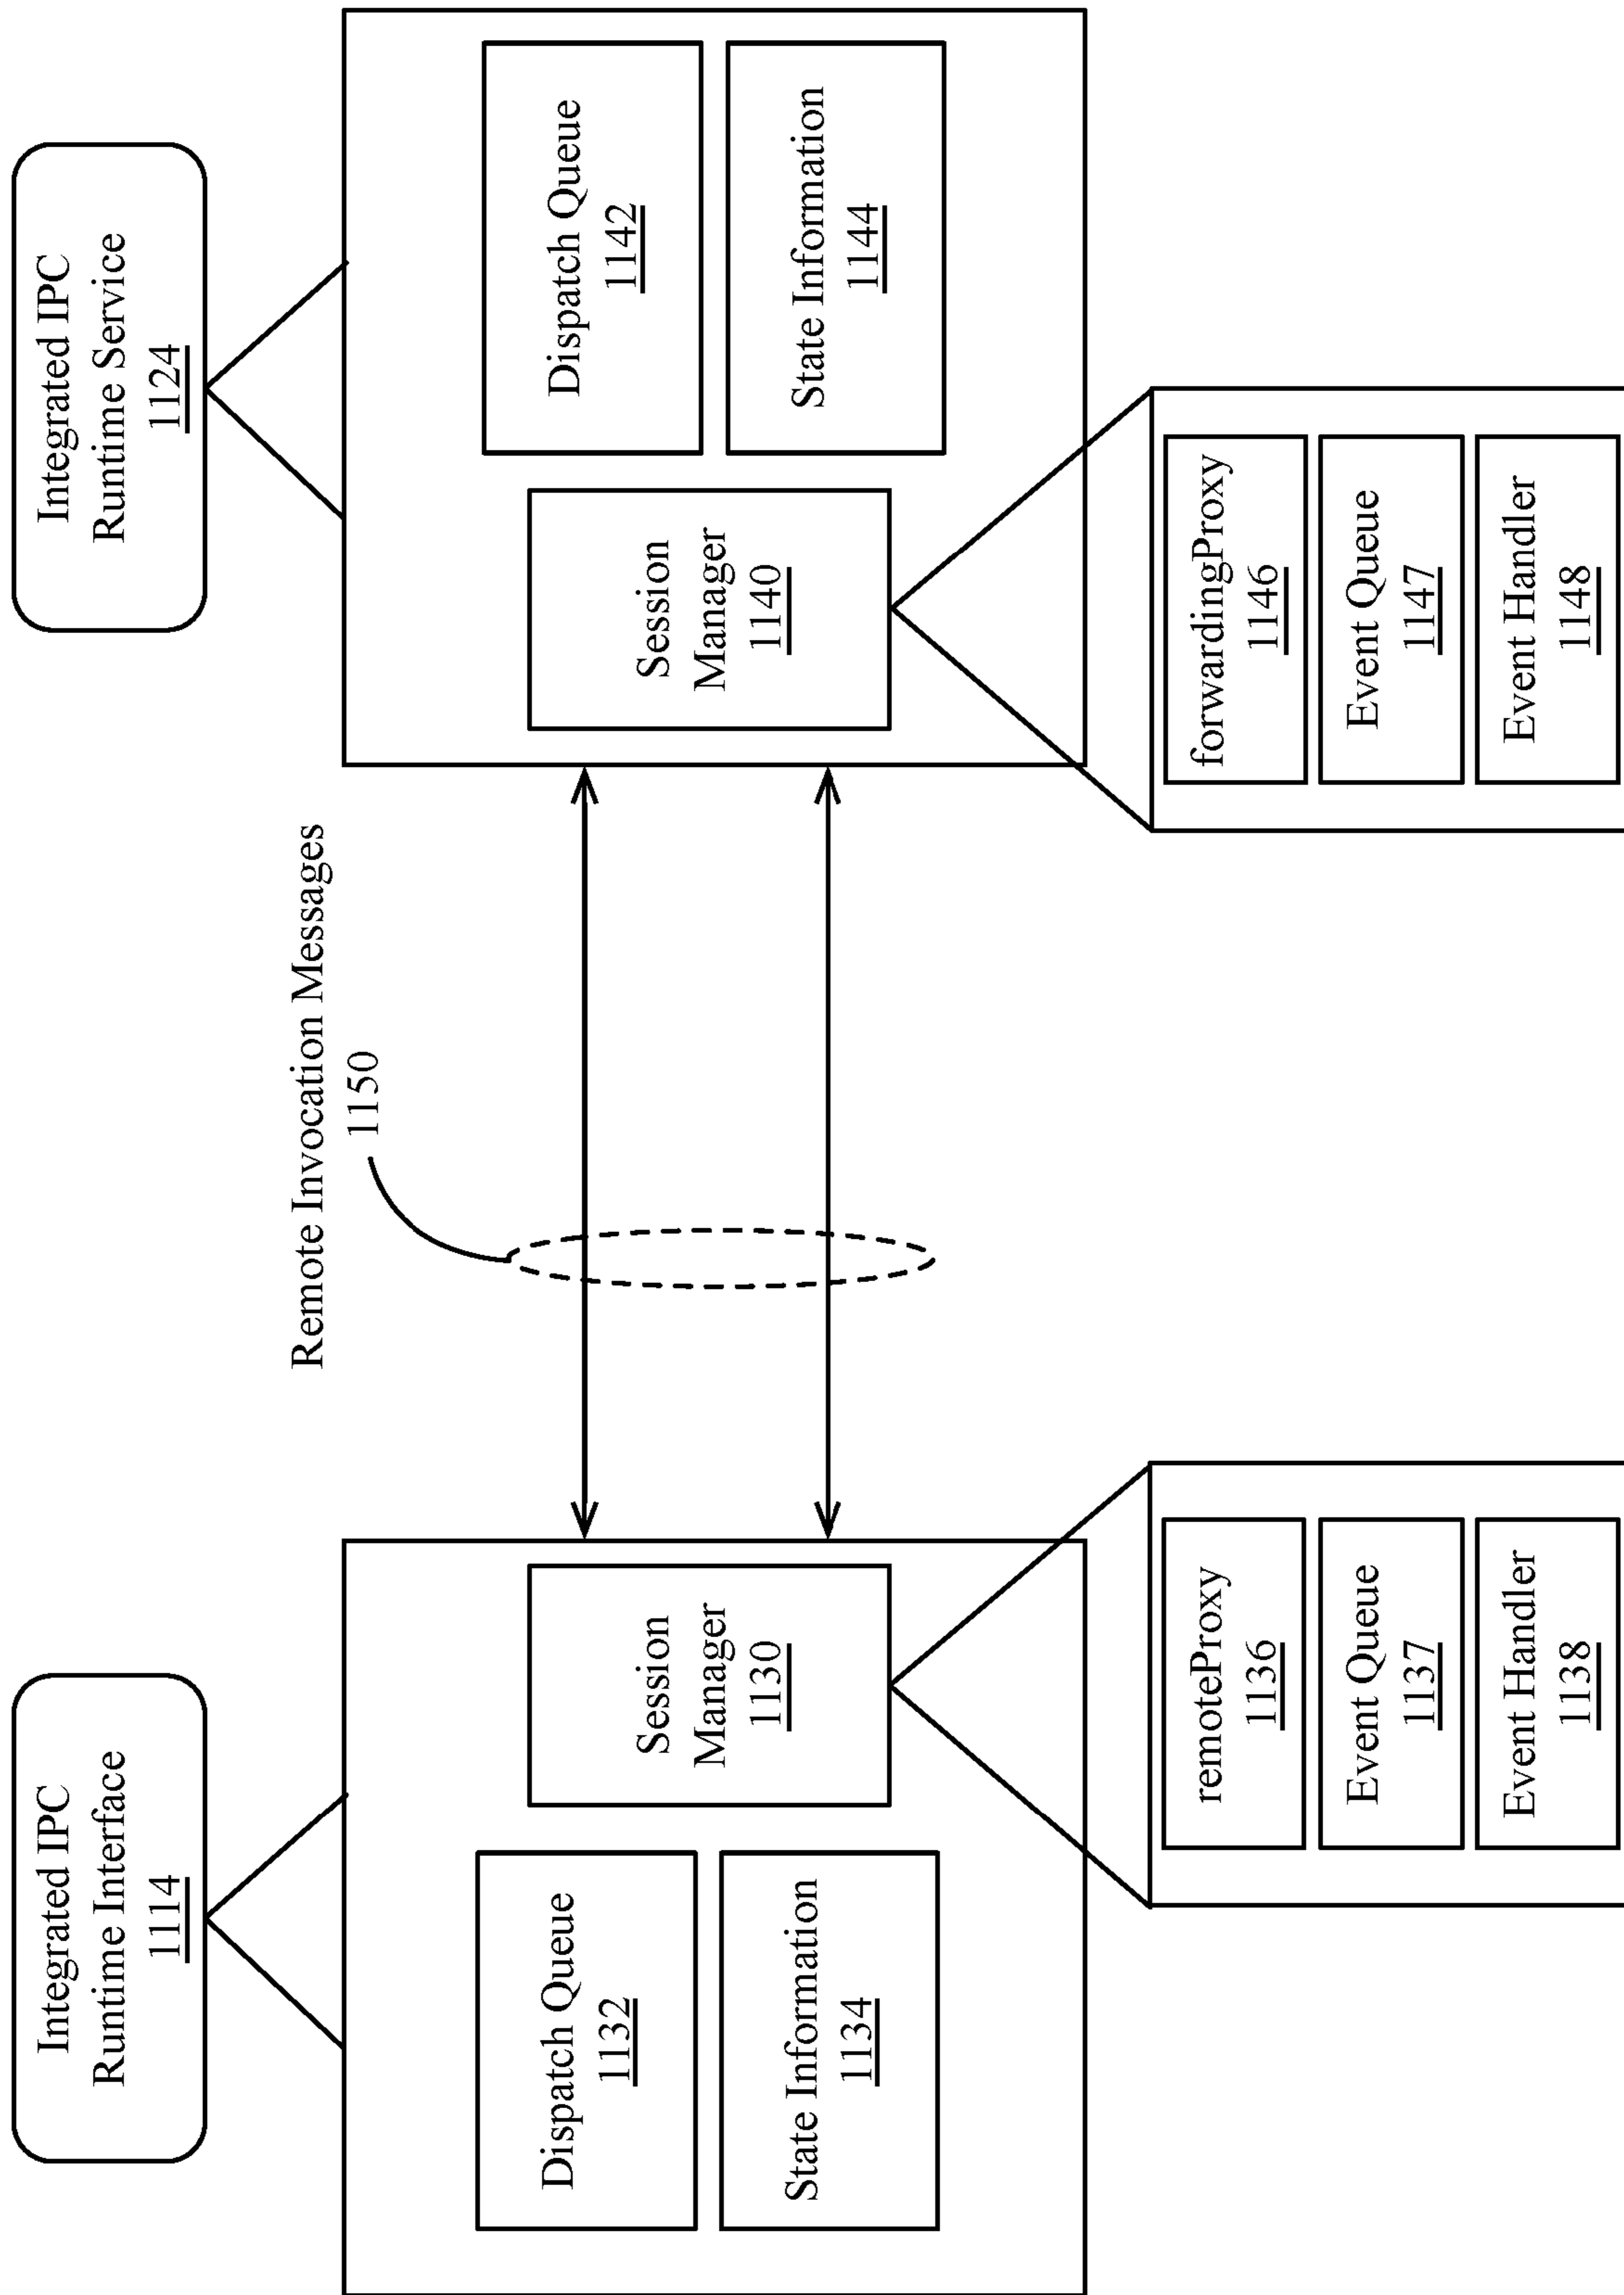 Integrated IPC
Runtime Interface
1114
Dispatch Queue
1132
State Information
1134
Session
Manager
1130
remoteProxy
1136
Event Queue
1137
Event Handler
1138
Remote Invocation Messages
1150
Integrated IPC
Runtime Service
1124
Session
Manager
1140
Dispatch Queue
1142
State Information
1144
forwardingProxy
1146
Event Queue
1147
Event Handler
1148